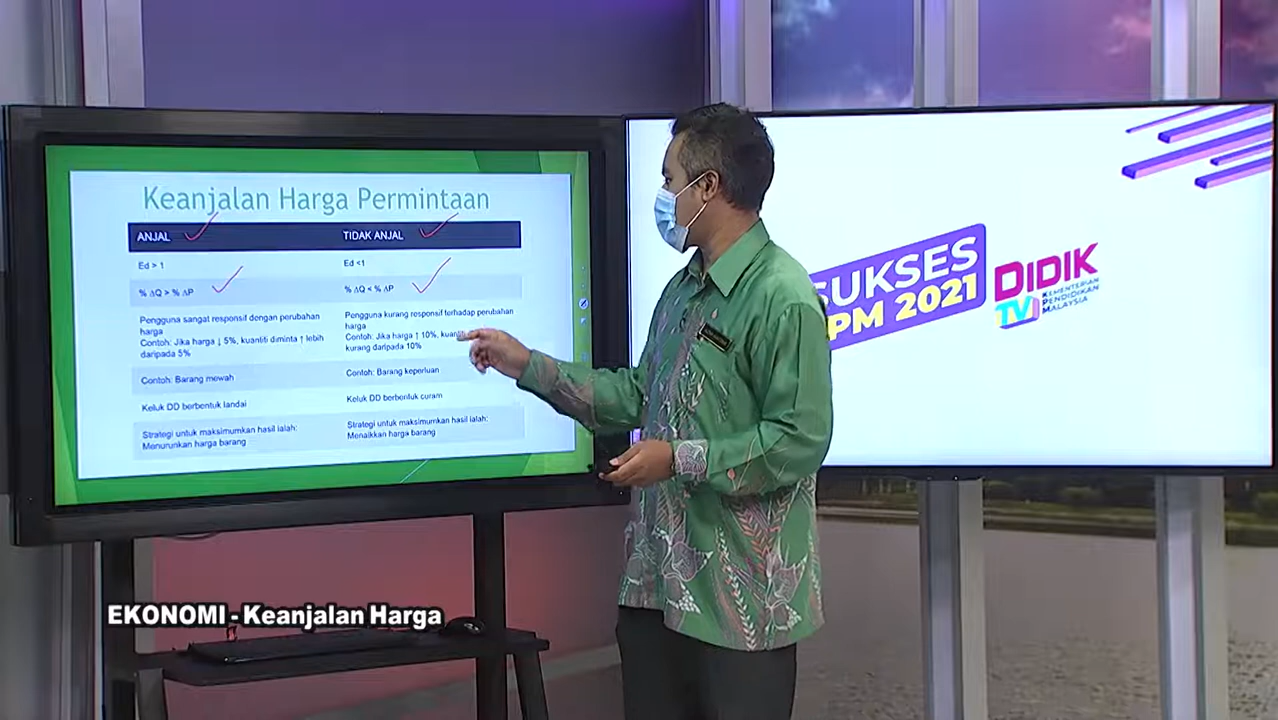 Keanjalan Harga Permintaan
ANJAL
TIDAK ANJAL
Ed > 1
Ed <1
% ∆Q > % ∆P
% ∆Q < % ∆P
Pengguna sangat responsif dengan perubahan
harga
Contoh: Jika harga ↓ 5%, kuantiti diminta ↑ lebih
daripada 5%
Pengguna kurang responsif terhadap perubahan
harga
Contoh: Jika harga ↑ 10%,
kurang daripada 10%
Contoh: Barang mewah
Contoh: Barang keperluan
Keluk DD berbentuk landai
Keluk DD berbentuk curam
Strategi untuk maksimumkan hasil ialah:
Menurunkan harga barang
Strategi untuk maksimumkan hasil ialah:
Menaikkan harga barang
SUKSES
PM 2021
DIDIK
TV
KEMENTERIAN
PENDIDIKAN
MALAYSIA
EKONOMI - Keanjalan Harga